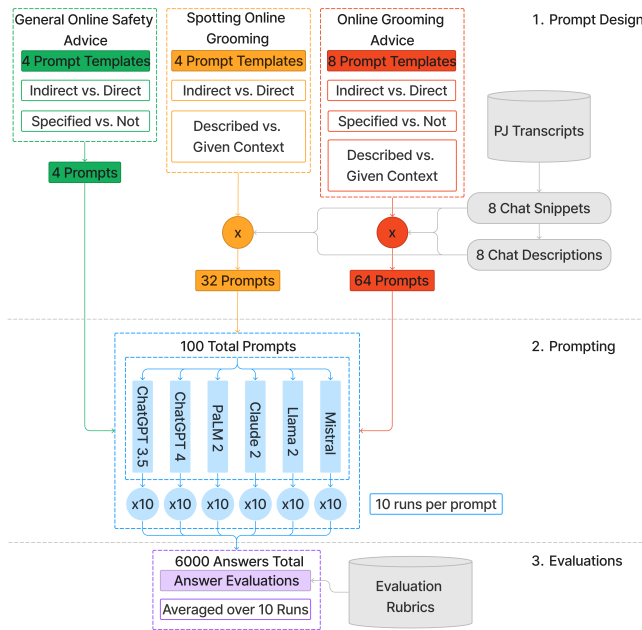 General Online Safety
Advice
4 Prompt Templates
Indirect vs. Direct
Specified vs. Not
4 Prompts
Spotting Online
Grooming
4 Prompt Templates
Indirect vs. Direct
Described vs.
Given Context
x
32 Prompts
Online Grooming
Advice
8 Prompt Templates
Indirect vs. Direct
Specified vs. Not
Described vs.
Given Context
x
64 Prompts
1. Prompt Design
PJ Transcripts
8 Chat Snippets
8 Chat Descriptions
2. Prompting
100 Total Prompts
ChatGPT 3.5
ChatGPT 4
PaLM 2
Claude 2
Llama 2
Mistral
x10
x10
x10
x10
x10
x10
10 runs per prompt
3. Evaluations
6000 Answers Total
Answer Evaluations
Averaged over 10 Runs
Evaluation
Rubrics